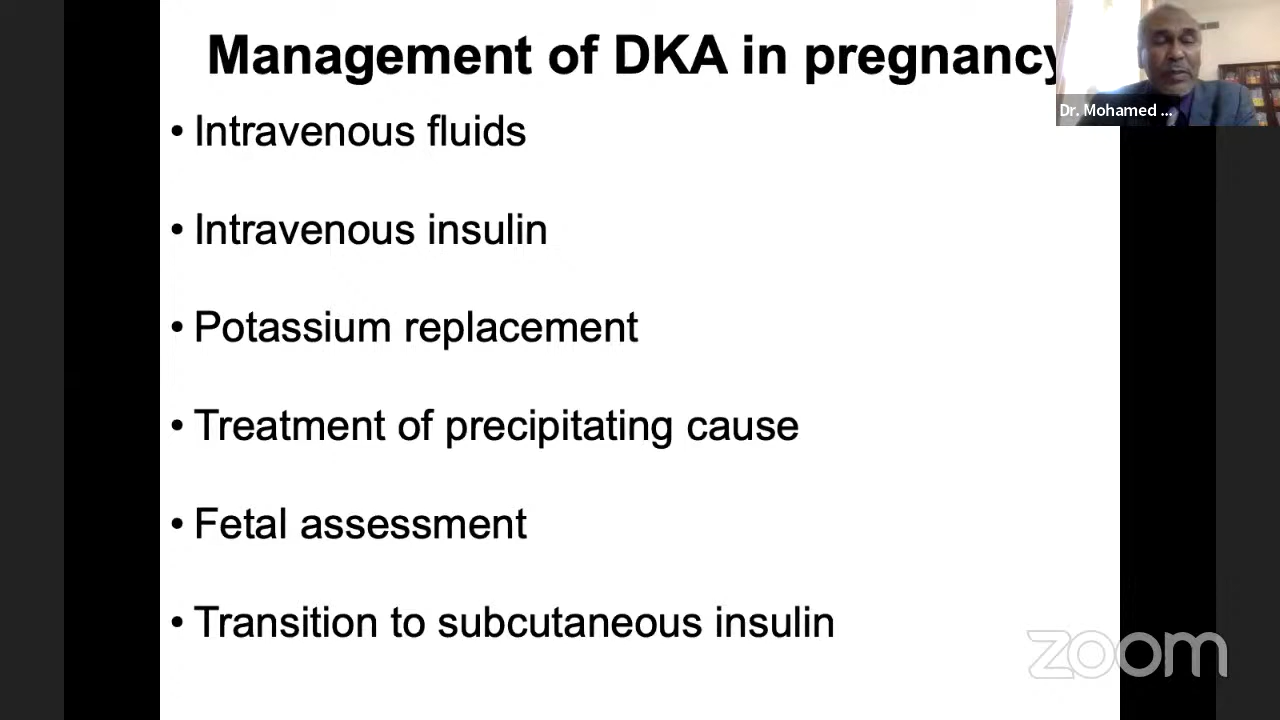 Management of DKA in pregnancy
Dr. Mohamed ...
• Intravenous fluids
• Intravenous insulin
• Potassium replacement
• Treatment of precipitating cause
• Fetal assessment
• Transition to subcutaneous insulin
zoom